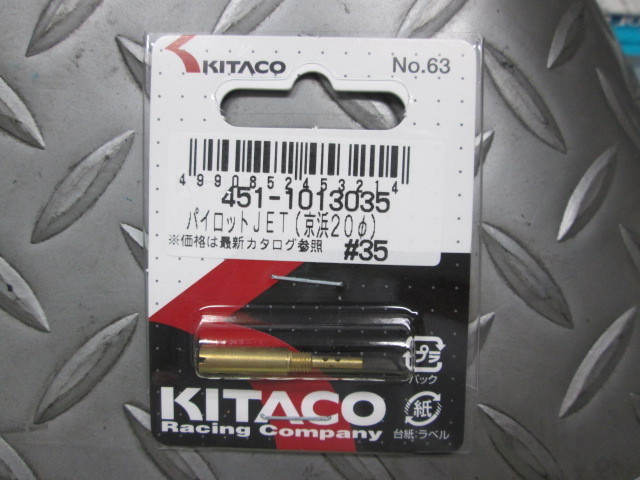 KITACO
No.63
4990852453214
451-1013035
パイロットJET(京浜20φ)
※価格は最新カタログ参照 #35
プラ
パック
KITACO
紙
Racing Company
台紙:ラベル